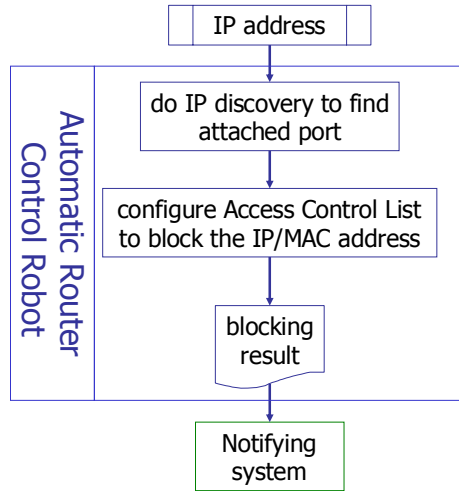 IP address
do IP discovery to find
attached port
Automatic Router
Control Robot
configure Access Control List
to block the IP/MAC address
blocking
result
Notifying
system